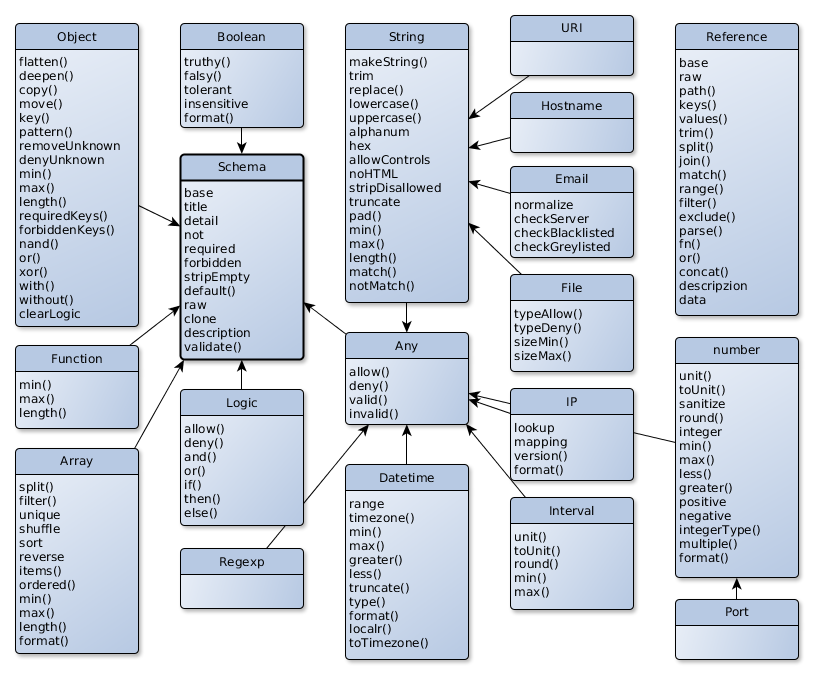 Object
flatten()
deepen()
copy()
move()
key()
pattern()
removeUnknown
denyUnknown
min()
max()
length()
requiredKeys()
forbiddenKeys()
nand()
or()
xor()
with()
without()
clearLogic
Function
min()
max()
length()
Array
split()
filter()
unique
shuffle
sort
reverse
items()
ordered()
min()
max()
length()
format()
Boolean
truthy()
falsy()
tolerant
insensitive
format()
Schema
base
title
detail
not
required
forbidden
stripEmpty
default()
raw
clone
description
validate()
Logic
allow()
deny()
and()
or()
if()
then()
else()
Regexp
String
makeString()
trim
replace()
lowercase()
uppercase()
alphanum
hex
allowControls
noHTML
stripDisallowed
truncate
pad()
min()
max()
length()
match()
notMatch()
Any
allow()
deny()
valid()
invalid()
Datetime
range
timezone()
min()
max()
greater()
less()
truncate()
type()
format()
localr()
toTimezone()
URI
Hostname
Email
normalize
checkServer
checkBlacklisted
checkGreylisted
File
typeAllow()
typeDeny()
sizeMin()
sizeMax()
IP
lookup
mapping
version()
format()
Interval
unit()
toUnit()
round()
min()
max()
Reference
base
raw
path()
keys()
values()
trim()
split()
join()
match()
range()
filter()
exclude()
parse()
fn()
or()
concat()
descripzion
data
number
unit()
toUnit()
sanitize
round()
integer
min()
max()
less()
greater()
positive
negative
integerType()
multiple()
format()
Port